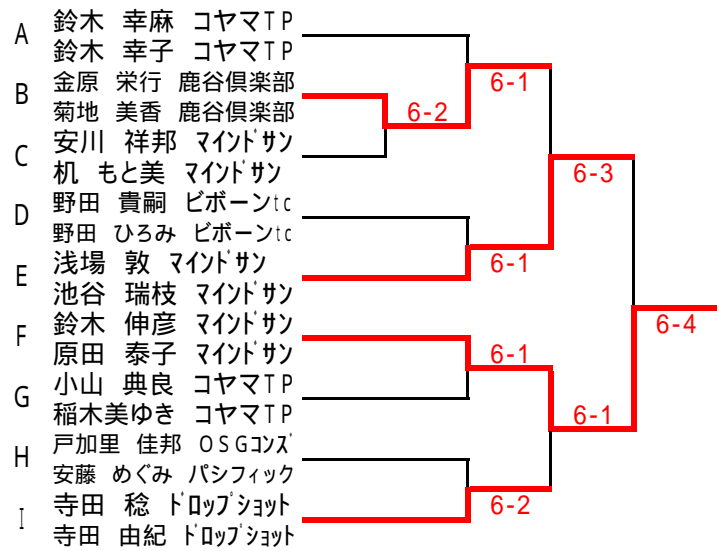 A 鈴木 幸麻 コヤマTP
鈴木 幸子 コヤマTP
B 金原 栄行 鹿谷倶楽部
菊地 美香 鹿谷倶楽部
C 安川 祥邦 マインドサン
机 もと美 マインドサン
D 野田 貴嗣 ビボーンtc
野田 ひろみ ビボーンtc
E 浅場 敦 マインドサン
池谷 瑞枝 マインドサン
F 鈴木 伸彦 マインドサン
原田 泰子 マインドサン
G 小山 典良 コヤマTP
稲木美ゆき コヤマTP
H 戸加里 佳邦 OSGコンズ
安藤 めぐみ パシフィック
I 寺田 稔 ドロップショット
寺田 由紀 ドロップショット
6-2
6-1
6-1
6-1
6-2
6-3
6-1
6-4